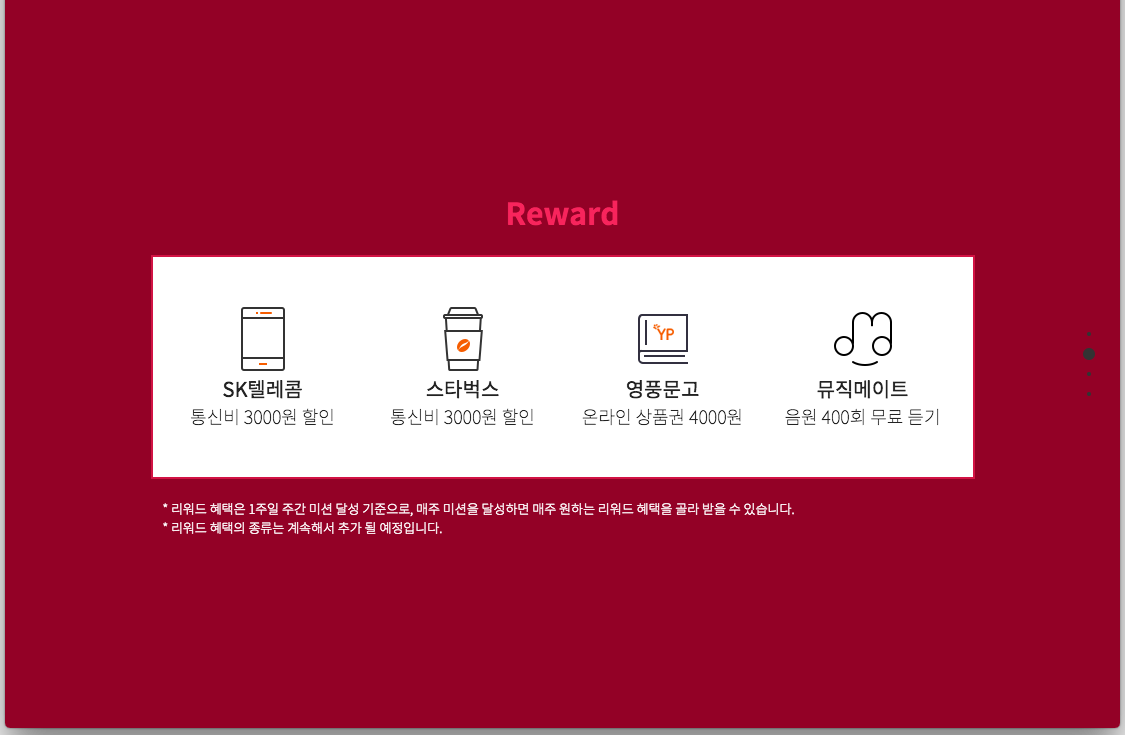 Reward
YP
SK텔레콤
통신비 3000원 할인
스타벅스
통신비 3000원 할인
영풍문고
온라인 상품권 4000원
뮤직메이트
음원 400회 무료 듣기
* 리워드 혜택은 1주일 주간 미션 달성 기준으로, 매주 미션을 달성하면 매주 원하는 리워드 혜택을 골라 받을 수 있습니다.
* 리워드 혜택의 종류는 계속해서 추가 될 예정입니다.